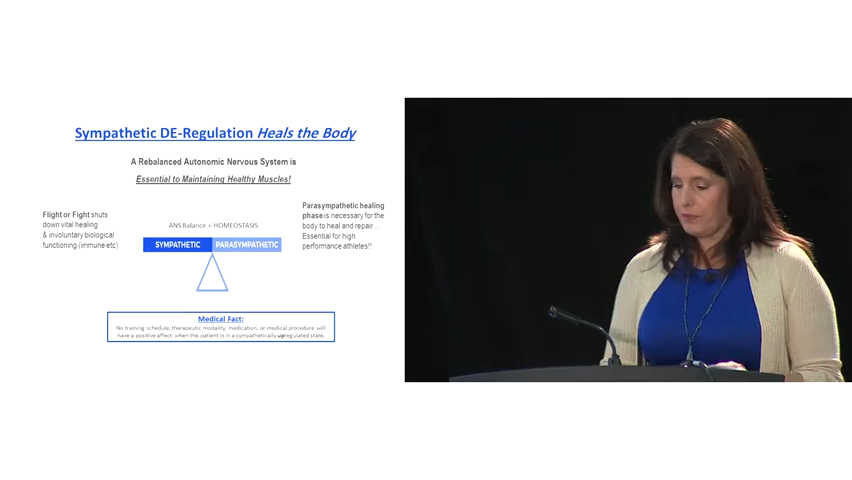 Sympathetic DE-Regulation Heals the Body
A Rebalanced Autonomic Nervous System is
Essential to Maintaining Healthy Muscles!
Flight or Fight shuts
down vital healing
& involuntary biological
functioning (immune etc)
ANS Balance = HOMEOSTASIS
SYMPATHETIC PARASYMPATHETIC
Parasympathetic healing
phase is necessary for the
body to heal and repair..
Essential for high
performance athletes!!
Medical Fact:
No training schedule, therapeutic modality, medication, or medical procedure will
have a positive affect when the patient is in a sympathetically upregulated state.